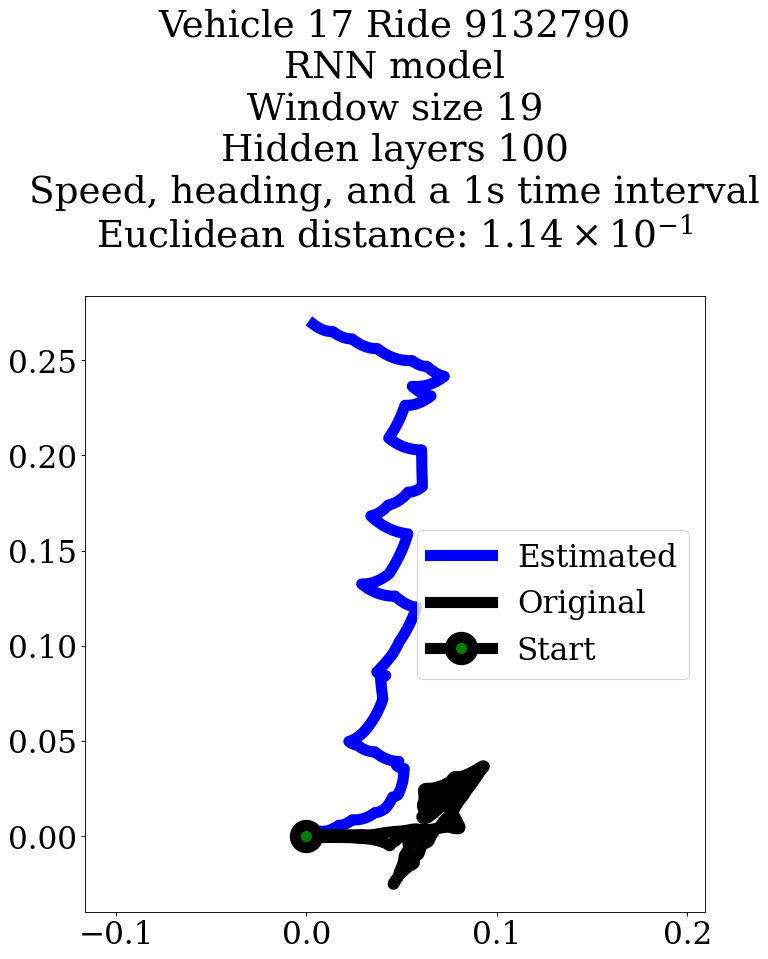 Vehicle 17 Ride 9132790
RNN model
Window size 19
Hidden layers 100
Speed, heading, and a 1s time interval
Euclidean distance: 1.14 × 10⁻¹
0.25
0.20
0.15
0.10
0.05
0.00
−0.1
0.0
0.1
0.2
Estimated
Original
Start